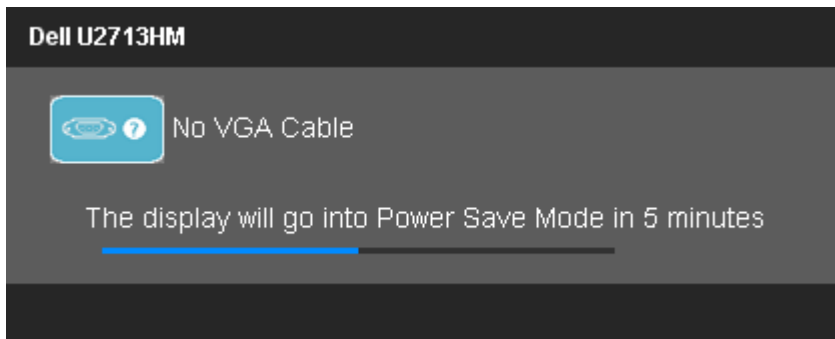 Dell U2713HM
? No VGA Cable
The display will go into Power Save Mode in 5 minutes